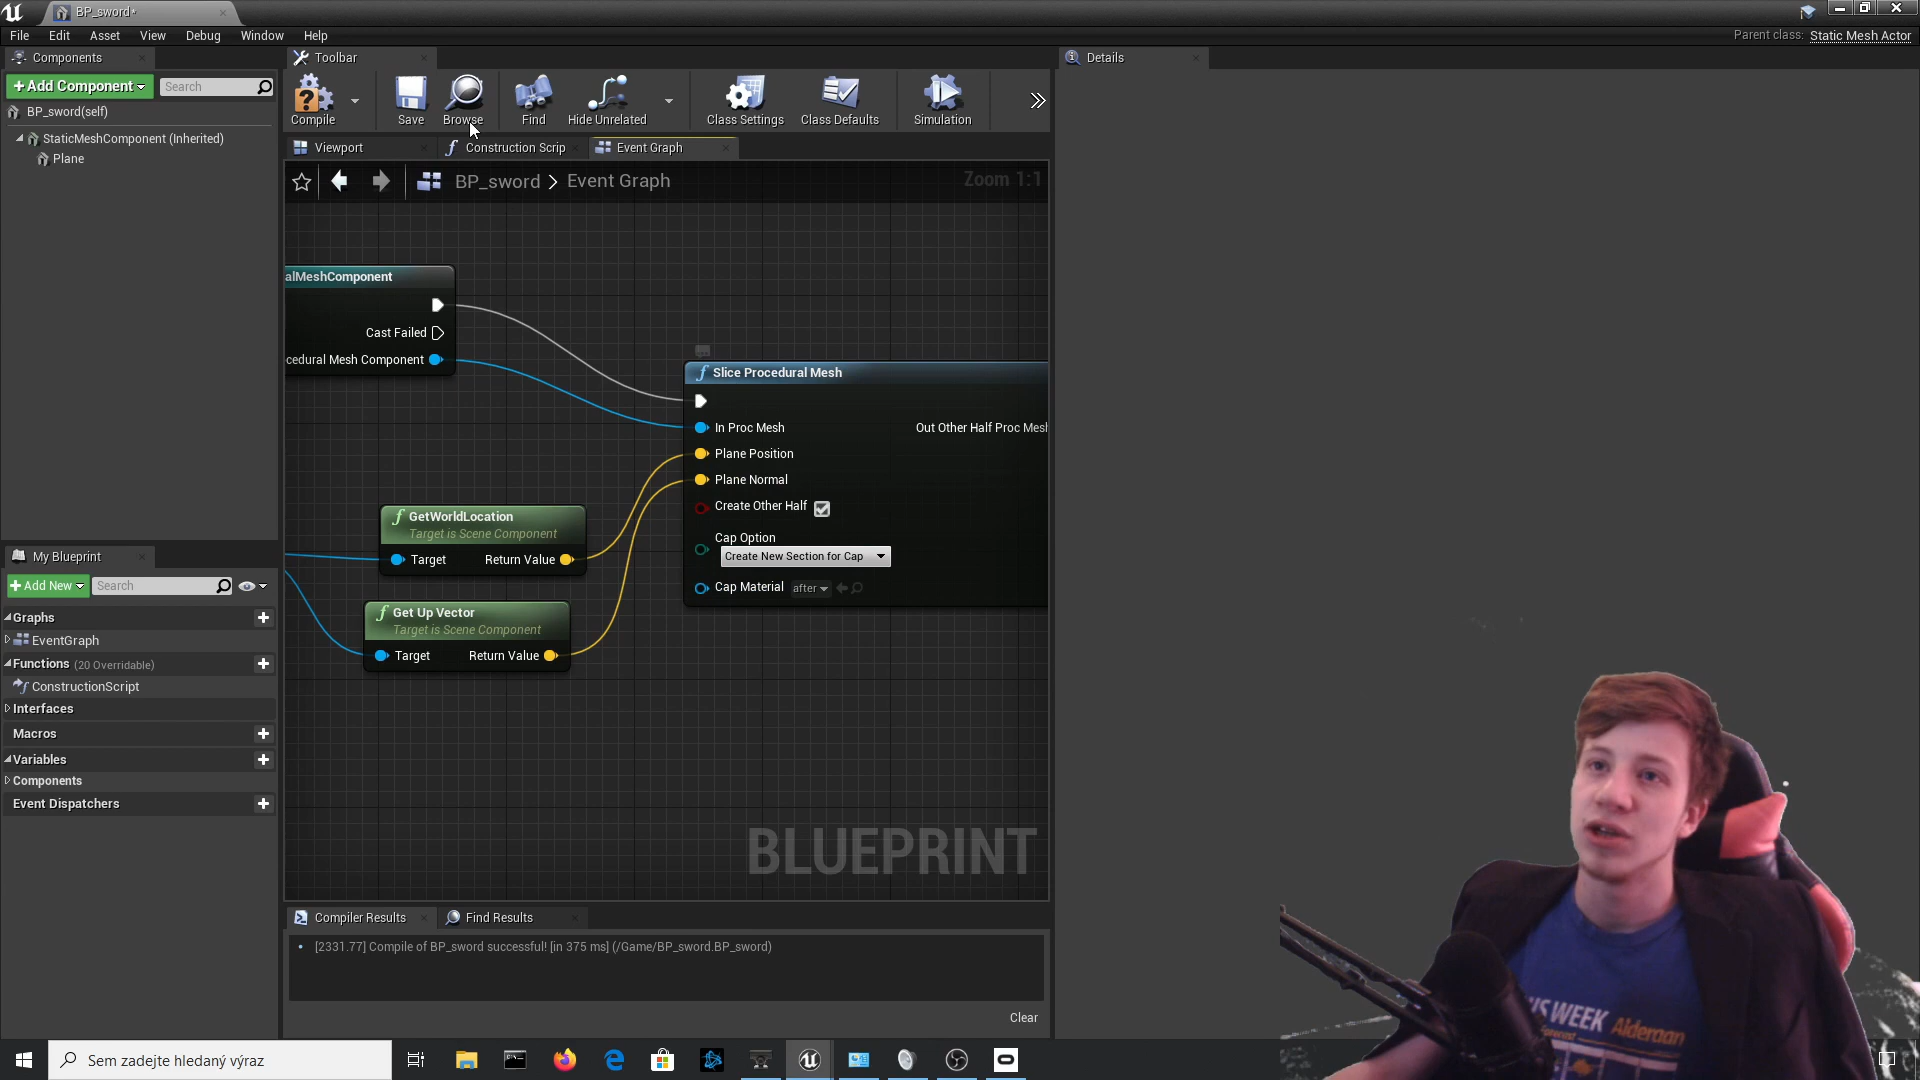 BP_sword*
File Edit Asset View Debug Window Help
Parent class: Static Mesh Actor
Components
Toolbar
Details
+Add Component
Search
Compile
Save
Browse
Find
Hide Unrelated
Class Settings
Class Defaults
Simulation
BP_sword(self)
StaticMeshComponent (Inherited)
Plane
Viewport
Construction Scrip
Event Graph
BP_sword > Event Graph
Zoom 1:1
alMeshComponent
Cast Failed
cedural Mesh Component
Slice Procedural Mesh
In Proc Mesh
Out Other Half Proc Mesh
Plane Position
Plane Normal
Create Other Half
Cap Option
Create New Section for Cap
Cap Material after
GetWorldLocation
Target is Scene Component
Target Return Value
Get Up Vector
Target is Scene Component
Target Return Value
BLUEPRINT
My Blueprint
+Add New
Search
Graphs
EventGraph
Functions (20 Overridable)
ConstructionScript
Interfaces
Macros
Variables
Components
Event Dispatchers
Compiler Results
Find Results
[2331.77] Compile of BP_sword successful! [in 375 ms] (/Game/BP_sword.BP_sword)
Clear
Sem zadejte hledaný výraz
WEEK
Alderaan